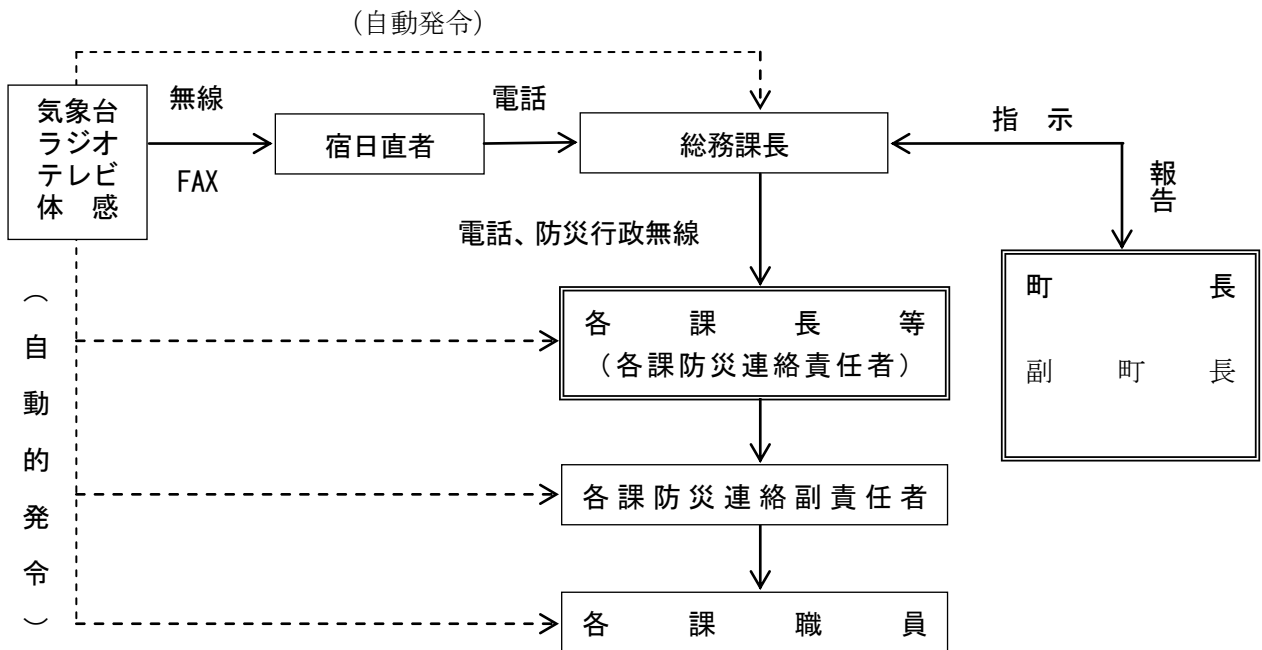 (自動発令)
気象台
ラジオ
テレビ
体　感
無線
FAX
宿日直者
電話
総務課長
指　示
報告
電話、防災行政無線
町長
副町長
各課長等
（各課防災連絡責任者）
各課防災連絡副責任者
各課職員
（自動的発令）